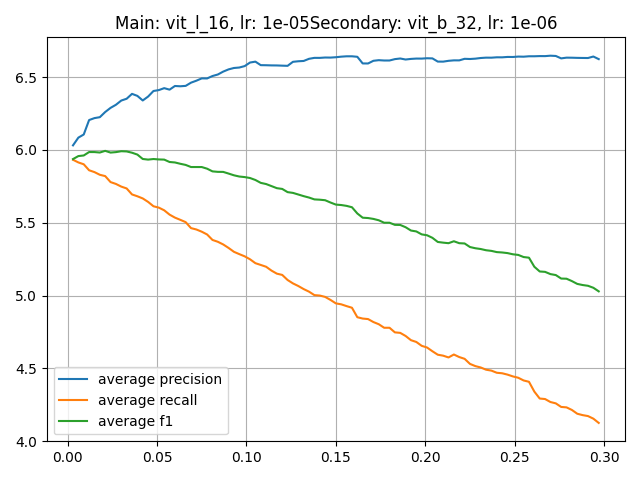 Main: vit_l_16, lr: 1e-05Secondary: vit_b_32, lr: 1e-06
6.5
6.0
5.5
5.0
4.5
4.0
average precision
average recall
average f1
0.00 0.05 0.10 0.15 0.20 0.25 0.30